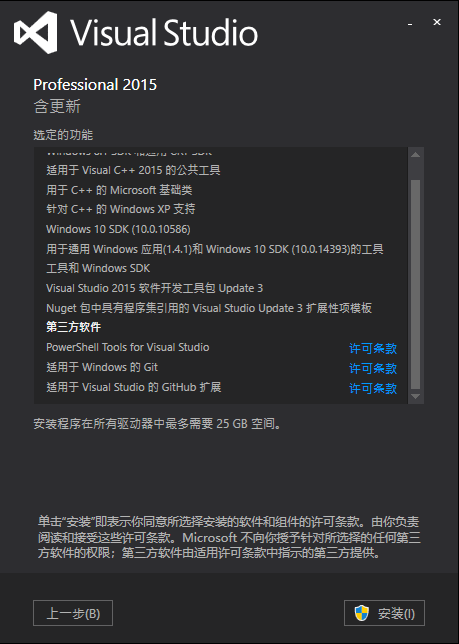 Visual Studio
Professional 2015
含更新
选定的功能
适用于 Visual C++ 2015 的公共工具
用于 C++ 的 Microsoft 基础类
针对 C++ 的 Windows XP 支持
Windows 10 SDK (10.0.10586)
用于通用 Windows 应用(1.4.1)和 Windows 10 SDK (10.0.14393)的工具
工具和 Windows SDK
Visual Studio 2015 软件开发工具包 Update 3
Nuget 包中具有程序集引用的 Visual Studio Update 3 扩展性项模板
第三方软件
PowerShell Tools for Visual Studio 许可条款
适用于 Windows 的 Git 许可条款
适用于 Visual Studio 的 GitHub 扩展 许可条款
安装程序在所有驱动器中最多需要 25 GB 空间。
单击"安装"即表示你同意所选择安装的软件和组件的许可条款。由你负责
阅读和接受这些许可条款。Microsoft 不向你授予针对所选择的任何第三
方软件的权限；第三方软件由适用许可条款中指示的第三方提供。
上一步(B)
安装(I)